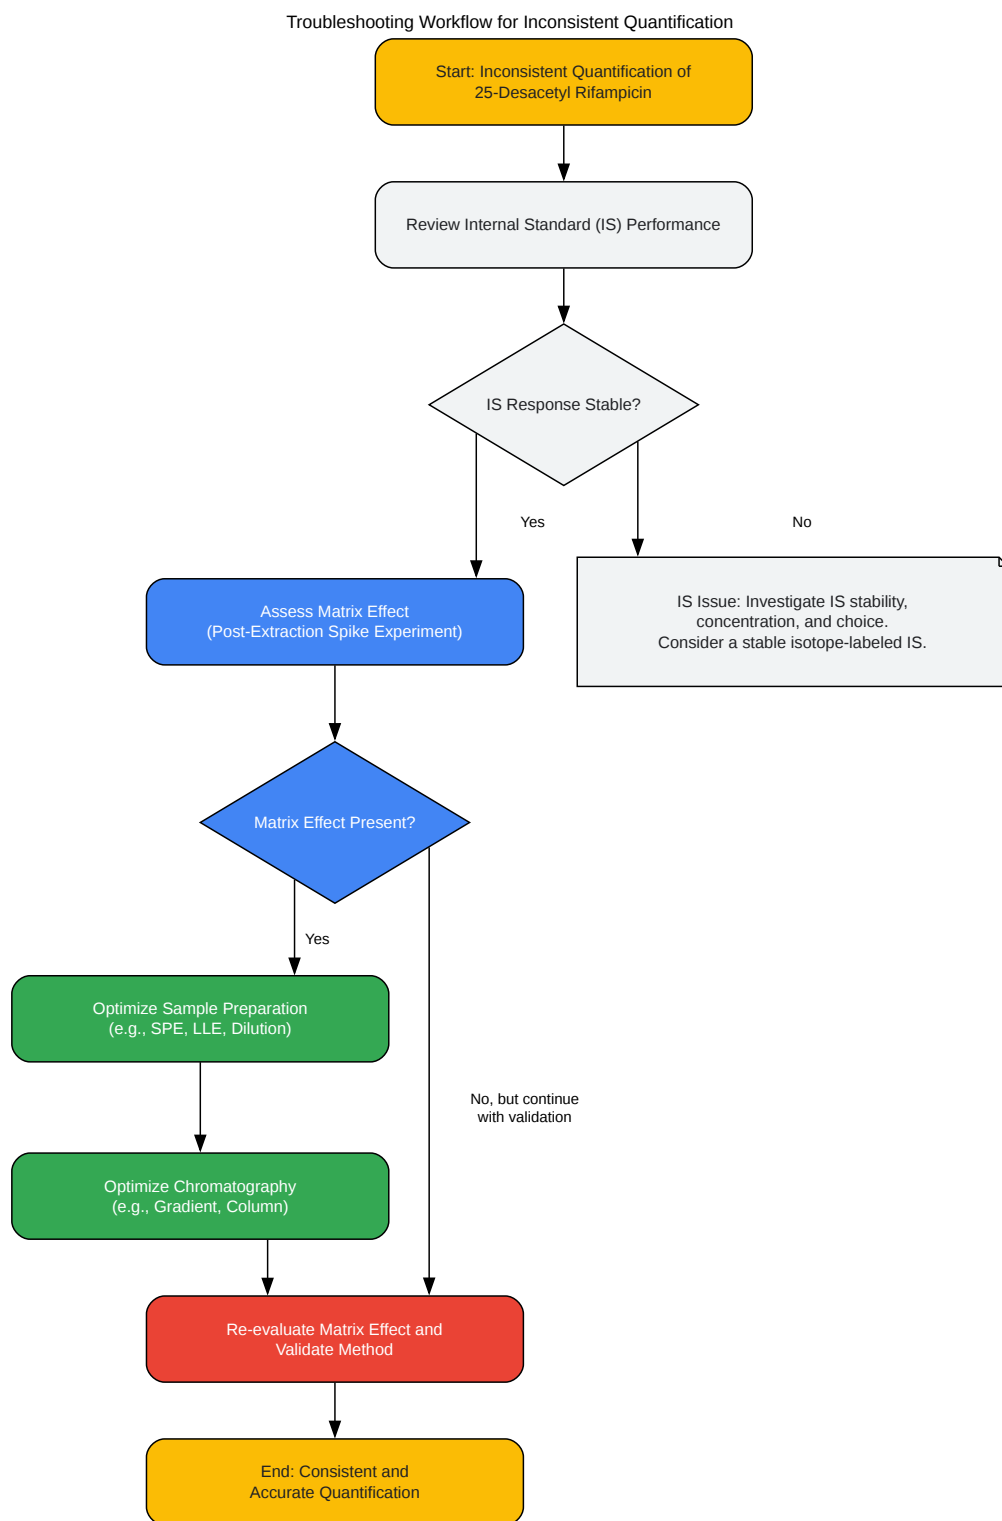 Troubleshooting Workflow for Inconsistent Quantification
Start: Inconsistent Quantification of
25-Desacetyl Rifampicin
Review Internal Standard (IS) Performance
IS Response Stable?
Yes
No
IS Issue: Investigate IS stability,
concentration, and choice.
Consider a stable isotope-labeled IS.
Assess Matrix Effect
(Post-Extraction Spike Experiment)
Matrix Effect Present?
Yes
Optimize Sample Preparation
(e.g., SPE, LLE, Dilution)
No, but continue
with validation
Optimize Chromatography
(e.g., Gradient, Column)
Re-evaluate Matrix Effect and
Validate Method
End: Consistent and
Accurate Quantification